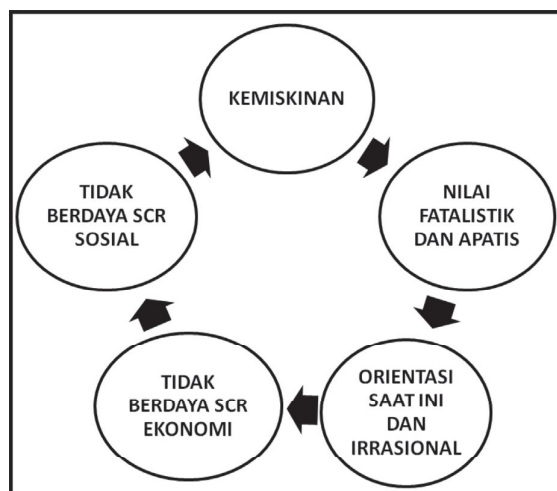 KEMISKINAN
NILAI
FATALISTIK
DAN APATIS
ORIENTASI
SAAT INI
DAN
IRRASIONAL
TIDAK
BERDAYA SCR
EKONOMI
TIDAK
BERDAYA SCR
SOSIAL